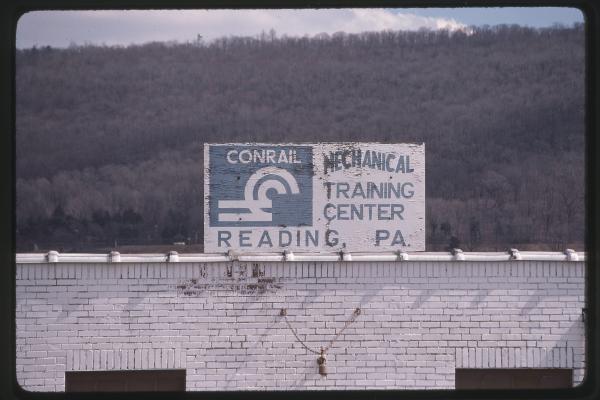 CONRAIL
MECHANICAL
TRAINING
CENTER
READING, PA.